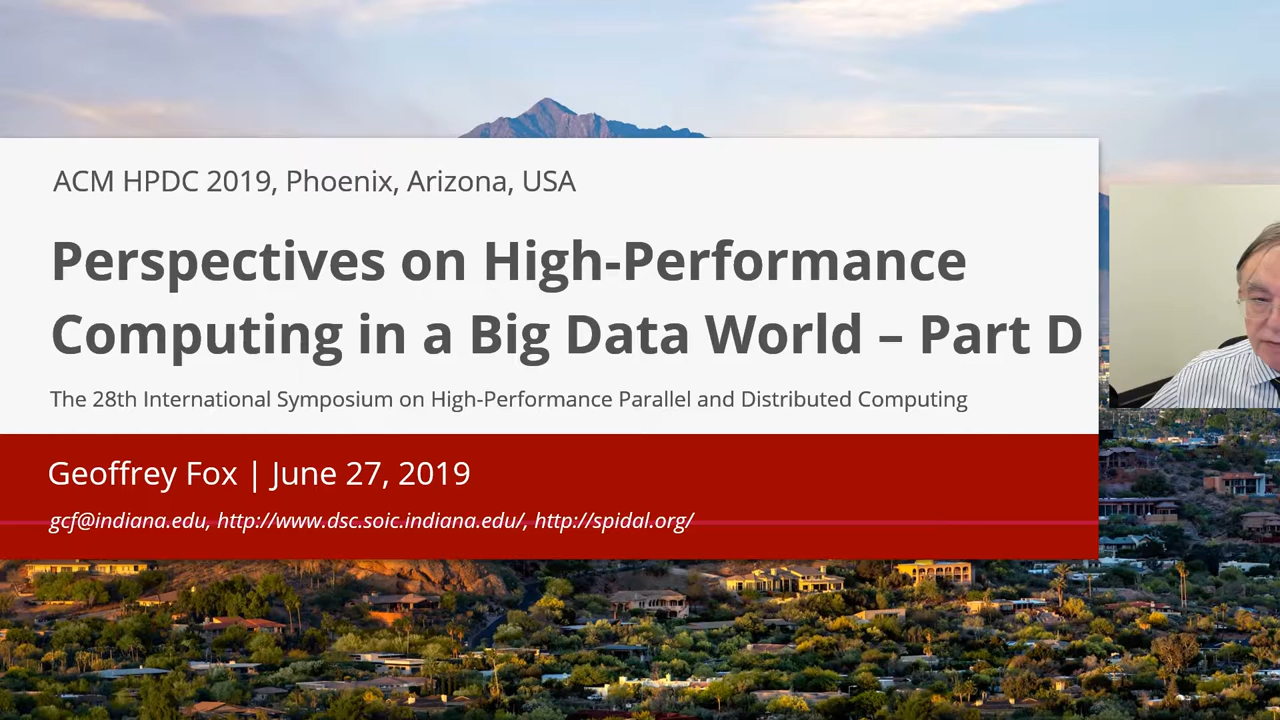 ACM HPDC 2019, Phoenix, Arizona, USA
Perspectives on High-Performance
Computing in a Big Data World – Part D
The 28th International Symposium on High-Performance Parallel and Distributed Computing
Geoffrey Fox | June 27, 2019
gcf@indiana.edu, http://www.dsc.soic.indiana.edu/, http://spidal.org/